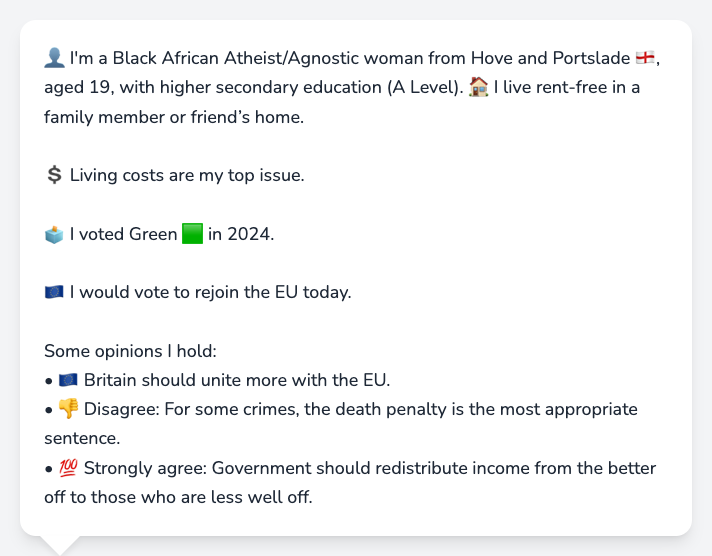 👤 I'm a Black African Atheist/Agnostic woman from Hove and Portslade 🏴󠁧󠁢󠁥󠁮󠁧󠁿,
aged 19, with higher secondary education (A Level). 🏠 I live rent-free in a
family member or friend’s home.
💲 Living costs are my top issue.
🗳️ I voted Green 🟩 in 2024.
🇪🇺 I would vote to rejoin the EU today.
Some opinions I hold:
• 🇪🇺 Britain should unite more with the EU.
• 👎 Disagree: For some crimes, the death penalty is the most appropriate
sentence.
• 💯 Strongly agree: Government should redistribute income from the better
off to those who are less well off.